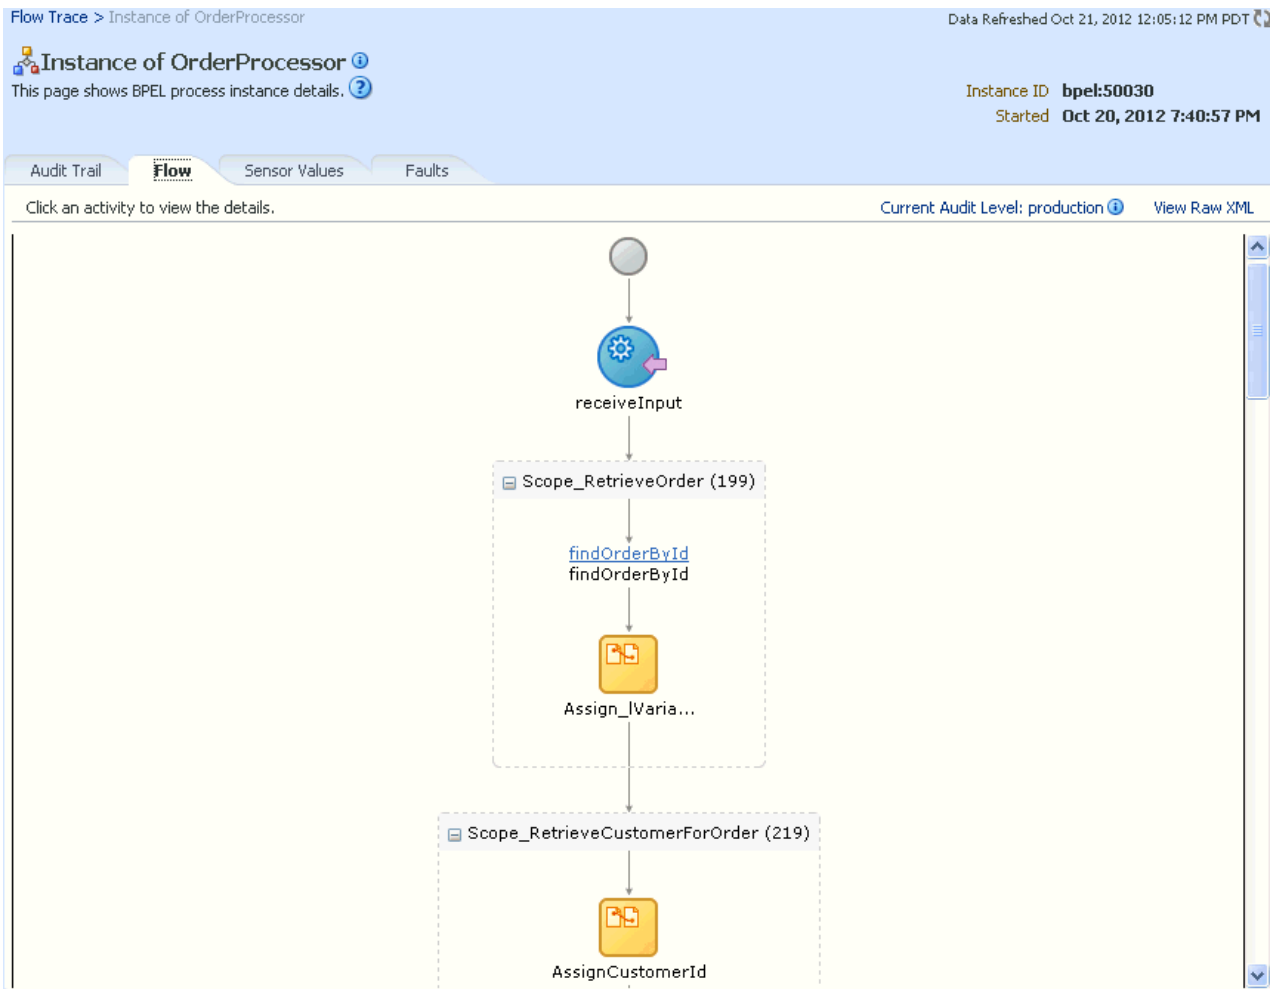 Flow Trace > Instance of OrderProcessor
Data Refreshed Oct 21, 2012 12:05:12 PM PDT
Instance of OrderProcessor
This page shows BPEL process instance details.
Instance ID bpel:50030
Started Oct 20, 2012 7:40:57 PM
Audit Trail Flow Sensor Values Faults
Click an activity to view the details.
Current Audit Level: production View Raw XML
receiveInput
Scope_RetrieveOrder (199)
findOrderById
findOrderById
Assign_lVaria...
Scope_RetrieveCustomerForOrder (219)
AssignCustomerId